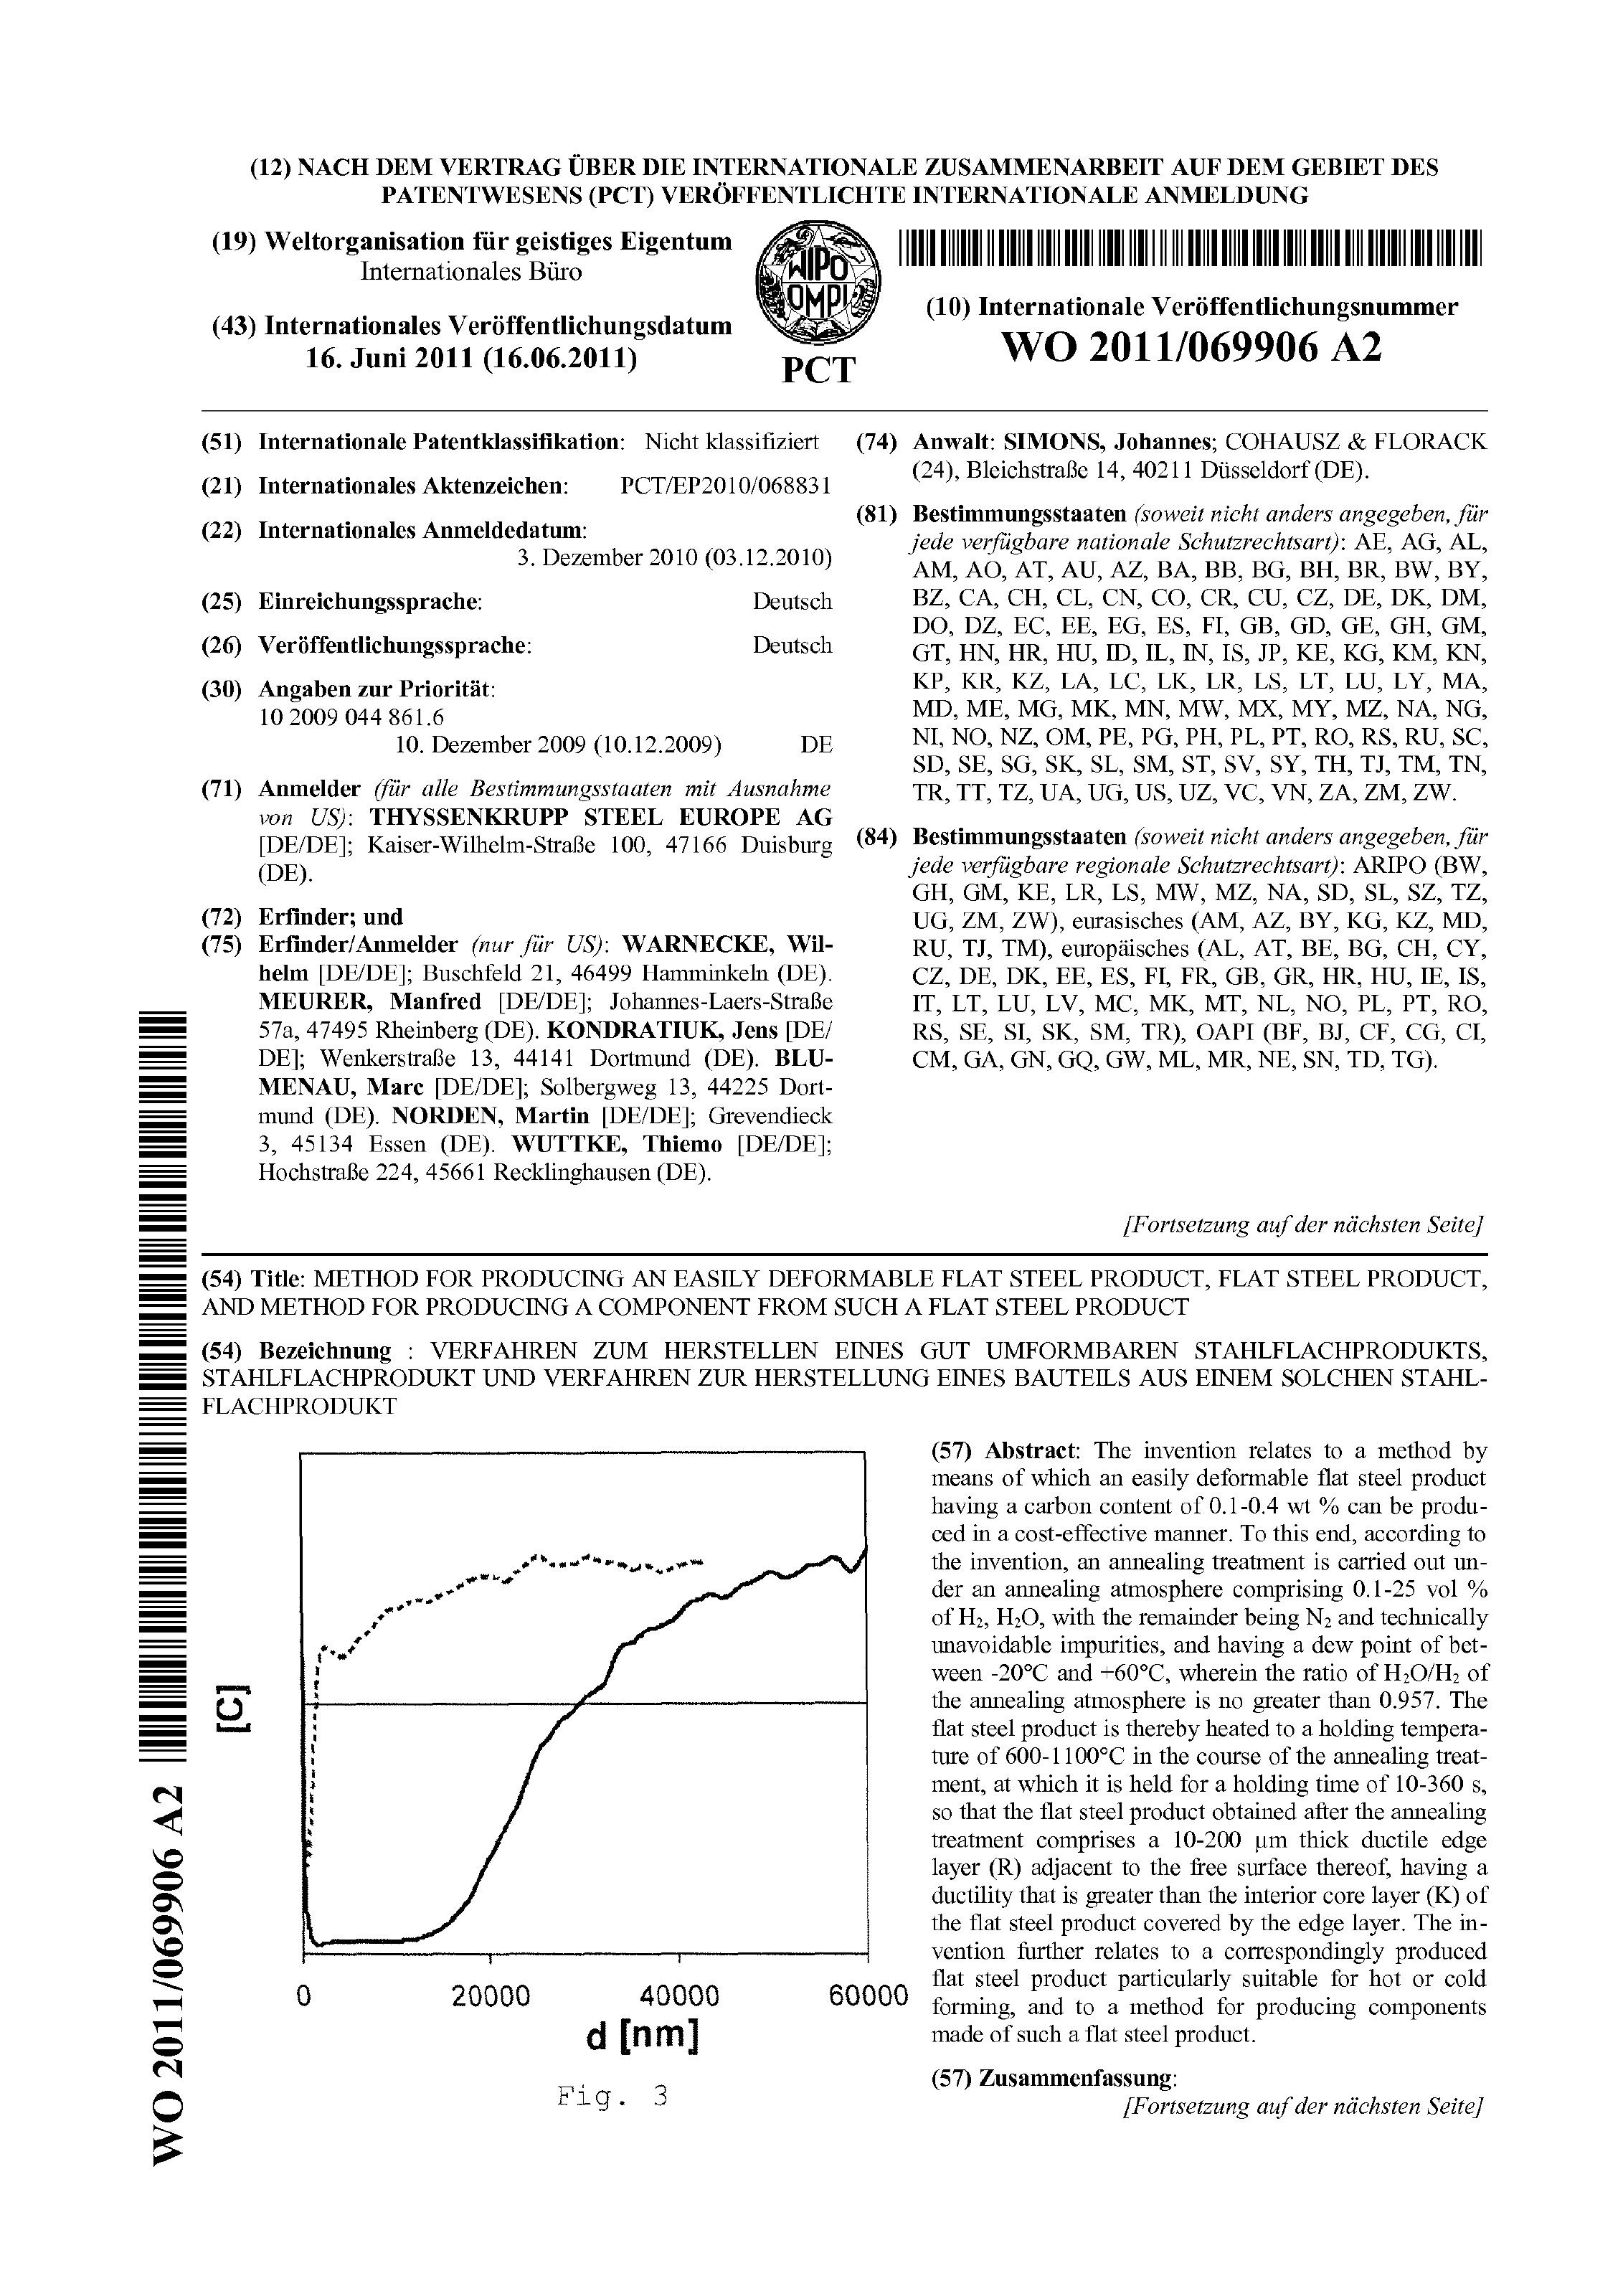 (12) NACH DEM VERTRAG ÜBER DIE INTERNATIONALE ZUSAMMENARBEIT AUF DEM GEBIET DES
PATENTWESENS (PCT) VERÖFFENTLICHTE INTERNATIONALE ANMELDUNG
(19) Weltorganisation für geistiges Eigentum
Internationales Büro
(43) Internationales Veröffentlichungsdatum
16. Juni 2011 (16.06.2011)
WIPO
OMPI
PCT
(10) Internationale Veröffentlichungsnummer
WO 2011/069906 A2
(51) Internationale Patentklassifikation: Nicht klassifiziert
(21) Internationales Aktenzeichen: PCT/EP2010/068831
(22) Internationales Anmeldedatum:
3. Dezember 2010 (03.12.2010)
(25) Einreichungssprache: Deutsch
(26) Veröffentlichungssprache: Deutsch
(30) Angaben zur Priorität:
10 2009 044 861.6
10. Dezember 2009 (10.12.2009) DE
(71) Anmelder (für alle Bestimmungsstaaten mit Ausnahme
von US): THYSSENKRUPP STEEL EUROPE AG
[DE/DE]; Kaiser-Wilhelm-Straße 100, 47166 Duisburg
(DE).
(72) Erfinder; und
(75) Erfinder/Anmelder (nur für US): WARNECKE, Wil-
helm [DE/DE]; Buschfeld 21, 46499 Hamminkeln (DE).
MEURER, Manfred [DE/DE]; Johannes-Laers-Straße
57a, 47495 Rheinberg (DE). KONDRATIUK, Jens [DE/
DE]; Wenkerstraße 13, 44141 Dortmund (DE). BLU-
MENAU, Marc [DE/DE]; Solbergweg 13, 44225 Dort-
mund (DE). NORDEN, Martin [DE/DE]; Grevendieck
3, 45134 Essen (DE). WUTTKE, Thiemo [DE/DE];
Hochstraße 224, 45661 Recklinghausen (DE).
(74) Anwalt: SIMONS, Johannes; COHAUSZ & FLORACK
(24), Bleichstraße 14, 40211 Düsseldorf (DE).
(81) Bestimmungsstaaten (soweit nicht anders angegeben, für
jede verfügbare nationale Schutzrechtsart): AE, AG, AL,
AM, AO, AT, AU, AZ, BA, BB, BG, BH, BR, BW, BY,
BZ, CA, CH, CL, CN, CO, CR, CU, CZ, DE, DK, DM,
DO, DZ, EC, EE, EG, ES, FI, GB, GD, GE, GH, GM,
GT, HN, HR, HU, ID, IL, IN, IS, JP, KE, KG, KM, KN,
KP, KR, KZ, LA, LC, LK, LR, LS, LT, LU, LY, MA,
MD, ME, MG, MK, MN, MW, MX, MY, MZ, NA, NG,
NI, NO, NZ, OM, PE, PG, PH, PL, PT, RO, RS, RU, SC,
SD, SE, SG, SK, SL, SM, ST, SV, SY, TH, TJ, TM, TN,
TR, TT, TZ, UA, UG, US, UZ, VC, VN, ZA, ZM, ZW.
(84) Bestimmungsstaaten (soweit nicht anders angegeben, für
jede verfügbare regionale Schutzrechtsart): ARIPO (BW,
GH, GM, KE, LR, LS, MW, MZ, NA, SD, SL, SZ, TZ,
UG, ZM, ZW), eurasisches (AM, AZ, BY, KG, KZ, MD,
RU, TJ, TM), europäisches (AL, AT, BE, BG, CH, CY,
CZ, DE, DK, EE, ES, FI, FR, GB, GR, HR, HU, IE, IS,
IT, LT, LU, LV, MC, MK, MT, NL, NO, PL, PT, RO,
RS, SE, SI, SK, SM, TR), OAPI (BF, BJ, CF, CG, CI,
CM, GA, GN, GQ, GW, ML, MR, NE, SN, TD, TG).
[Fortsetzung auf der nächsten Seite]
(54) Title: METHOD FOR PRODUCING AN EASILY DEFORMABLE FLAT STEEL PRODUCT, FLAT STEEL PRODUCT,
AND METHOD FOR PRODUCING A COMPONENT FROM SUCH A FLAT STEEL PRODUCT
(54) Bezeichnung : VERFAHREN ZUM HERSTELLEN EINES GUT UMFORMBAREN STAHLFLACHPRODUKTS,
STAHLFLACHPRODUKT UND VERFAHREN ZUR HERSTELLUNG EINES BAUTEILS AUS EINEM SOLCHEN STAHL-
FLACHPRODUKT
[C]
0 20000 40000 60000
d [nm]
Fig. 3
(57) Abstract: The invention relates to a method by
means of which an easily deformable flat steel product
having a carbon content of 0.1-0.4 wt % can be produ-
ced in a cost-effective manner. To this end, according to
the invention, an annealing treatment is carried out un-
der an annealing atmosphere comprising 0.1-25 vol %
of H₂, H₂O, with the remainder being N₂ and technically
unavoidable impurities, and having a dew point of bet-
ween -20°C and +60°C, wherein the ratio of H₂O/H₂ of
the annealing atmosphere is no greater than 0.957. The
flat steel product is thereby heated to a holding tempera-
ture of 600-1100°C in the course of the annealing treat-
ment, at which it is held for a holding time of 10-360 s,
so that the flat steel product obtained after the annealing
treatment comprises a 10-200 µm thick ductile edge
layer (R) adjacent to the free surface thereof, having a
ductility that is greater than the interior core layer (K) of
the flat steel product covered by the edge layer. The in-
vention further relates to a correspondingly produced
flat steel product particularly suitable for hot or cold
forming, and to a method for producing components
made of such a flat steel product.
(57) Zusammenfassung:
[Fortsetzung auf der nächsten Seite]
WO 2011/069906 A2